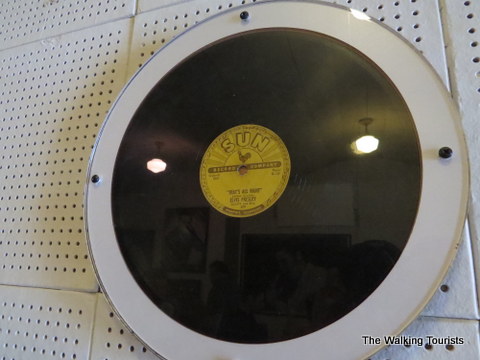 SUN
RECORD COMPANY
"THAT'S ALL RIGHT"
ELVIS PRESLEY
The Walking Tourists